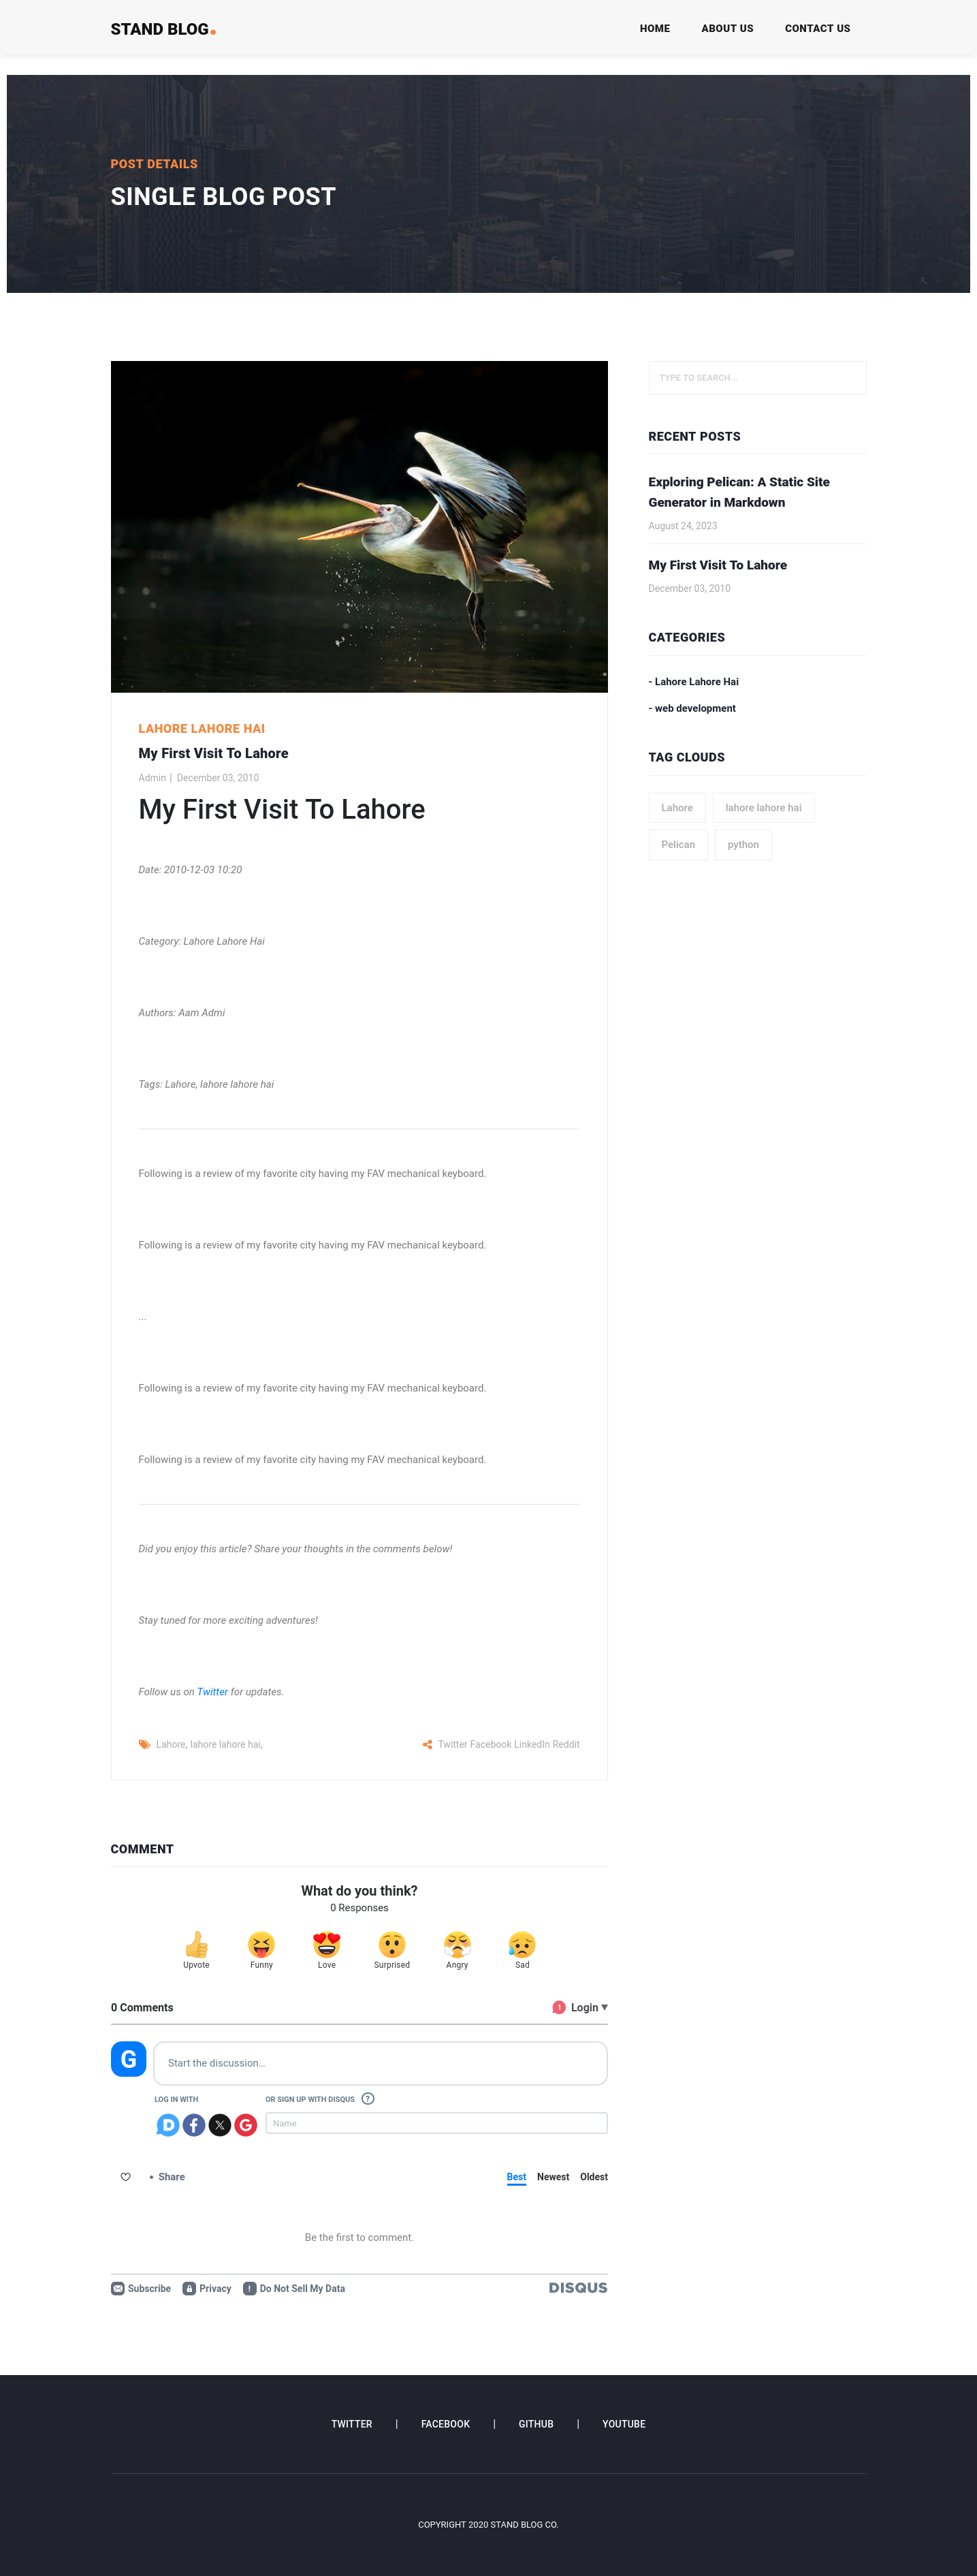 STAND BLOG.
HOME ABOUT US CONTACT US
POST DETAILS
SINGLE BLOG POST
LAHORE LAHORE HAI
My First Visit To Lahore
Admin | December 03, 2010
My First Visit To Lahore
Date: 2010-12-03 10:20
Category: Lahore Lahore Hai
Authors: Aam Admi
Tags: Lahore, lahore lahore hai
Following is a review of my favorite city having my FAV mechanical keyboard.
Following is a review of my favorite city having my FAV mechanical keyboard.
...
Following is a review of my favorite city having my FAV mechanical keyboard.
Following is a review of my favorite city having my FAV mechanical keyboard.
Did you enjoy this article? Share your thoughts in the comments below!
Stay tuned for more exciting adventures!
Follow us on Twitter for updates.
Lahore, lahore lahore hai,
Twitter Facebook LinkedIn Reddit
TYPE TO SEARCH...
RECENT POSTS
Exploring Pelican: A Static Site
Generator in Markdown
August 24, 2023
My First Visit To Lahore
December 03, 2010
CATEGORIES
- Lahore Lahore Hai
- web development
TAG CLOUDS
Lahore lahore lahore hai
Pelican python
COMMENT
What do you think?
0 Responses
Upvote Funny Love Surprised Angry Sad
0 Comments
1 Login
G
Start the discussion…
LOG IN WITH
OR SIGN UP WITH DISQUS ?
Name
• Share
Best Newest Oldest
Be the first to comment.
Subscribe Privacy ! Do Not Sell My Data
DISQUS
TWITTER | FACEBOOK | GITHUB | YOUTUBE
COPYRIGHT 2020 STAND BLOG CO.